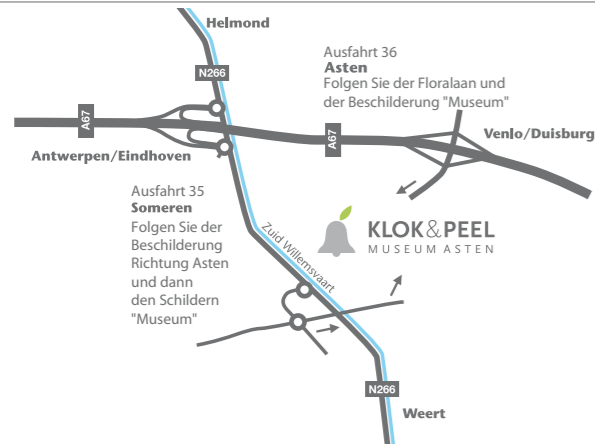 Helmond
N266
Ausfahrt 36
Asten
Folgen Sie der Floralaan und
der Beschilderung "Museum"
A67
A67
Venlo/Duisburg
Antwerpen/Eindhoven
Ausfahrt 35
Someren
Folgen Sie der
Beschilderung
Richtung Asten
und dann
den Schildern
"Museum"
Zuid Willemsvaart
KLOK&PEEL
MUSEUM ASTEN
N266
Weert